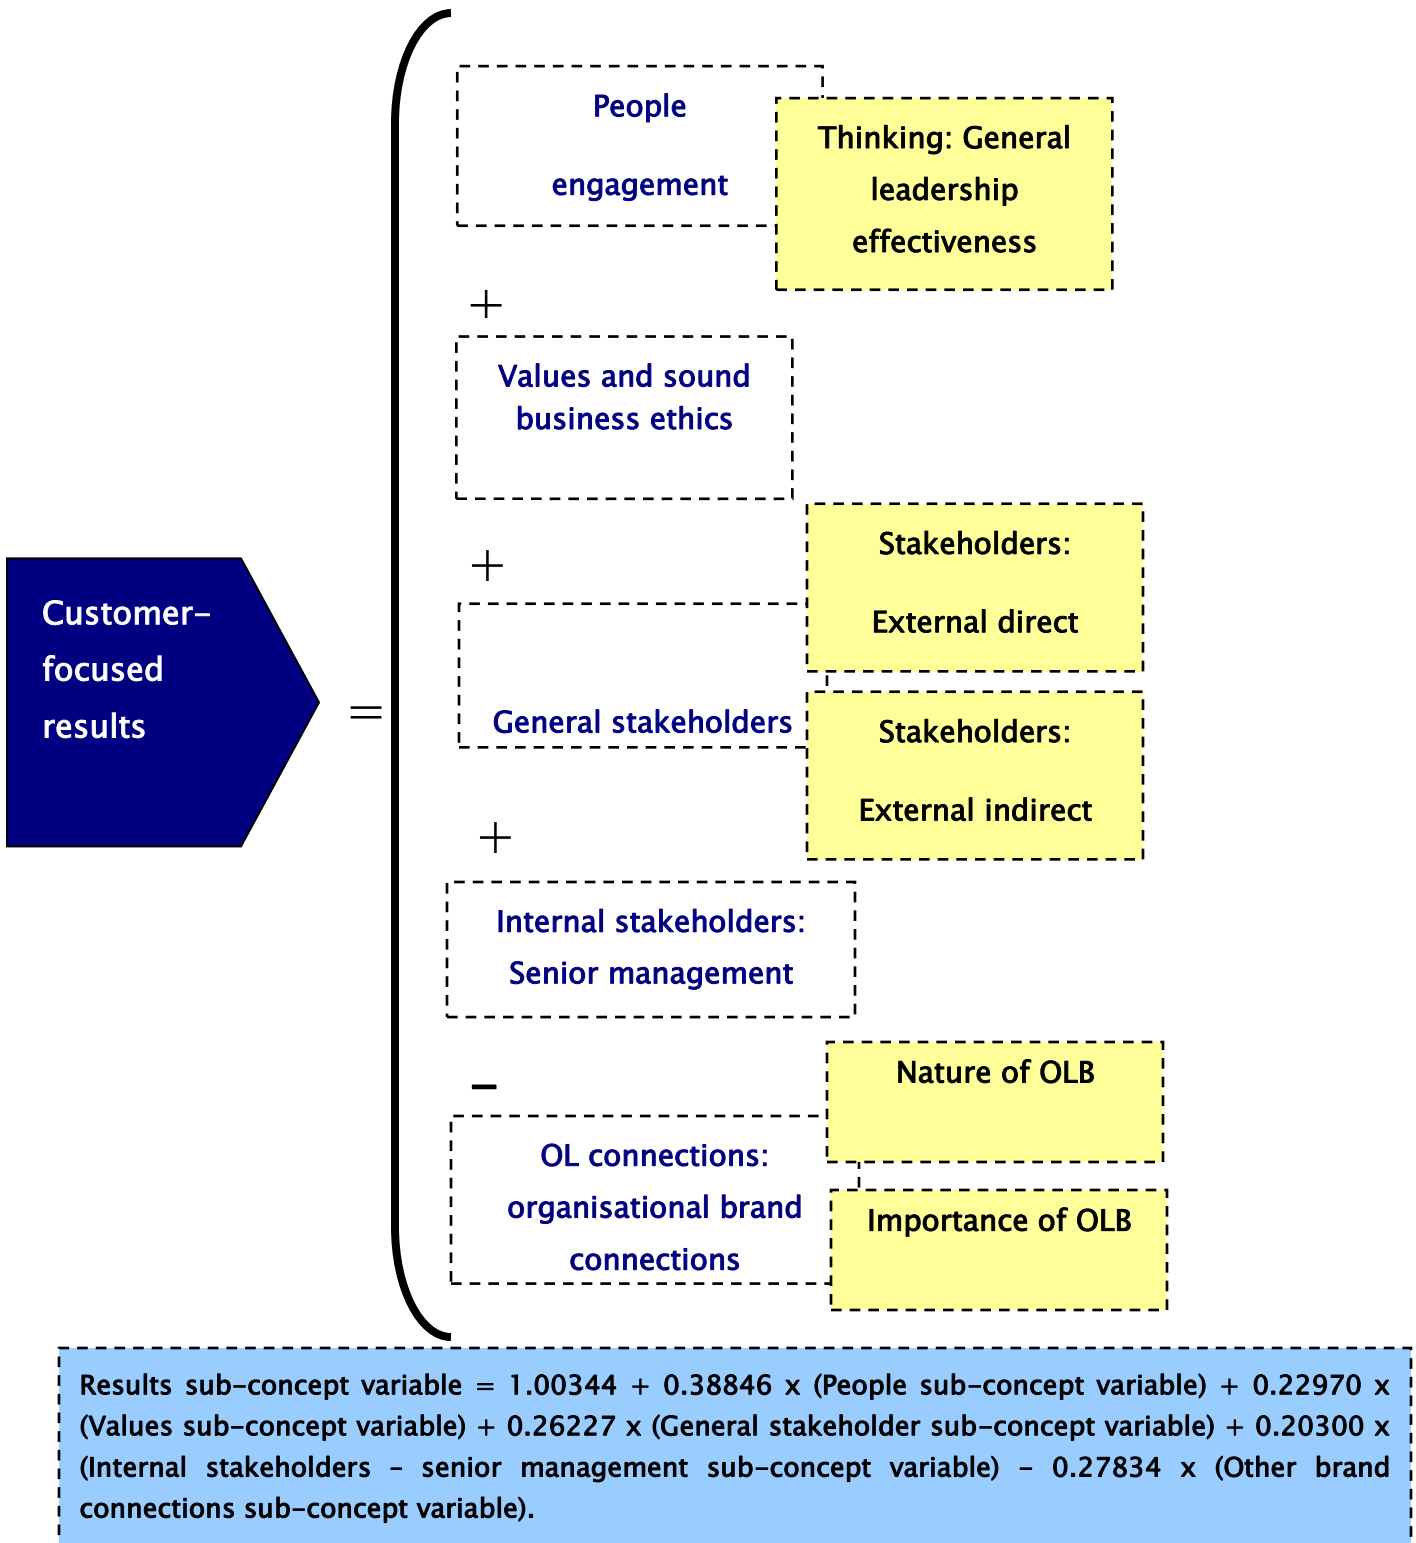 People
engagement
Thinking: General
leadership
effectiveness
+
Values and sound
business ethics
+
Stakeholders:
External direct
General stakeholders
Stakeholders:
External indirect
Customer-
focused
results
=
+
Internal stakeholders:
Senior management
–
Nature of OLB
OL connections:
organisational brand
connections
Importance of OLB
Results sub-concept variable = 1.00344 + 0.38846 x (People sub-concept variable) + 0.22970 x
(Values sub-concept variable) + 0.26227 x (General stakeholder sub-concept variable) + 0.20300 x
(Internal stakeholders – senior management sub-concept variable) – 0.27834 x (Other brand
connections sub-concept variable).